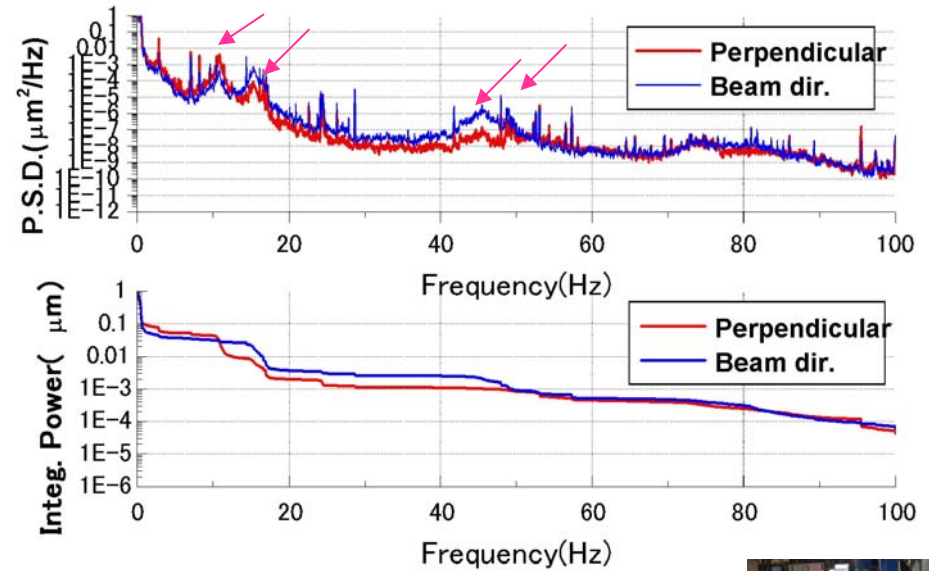 P.S.D.(μm²/Hz)
1
0.1
0.01
1E-3
1E-4
1E-5
1E-6
1E-7
1E-8
1E-9
1E-10
1E-11
1E-12
Perpendicular
Beam dir.
0 20 40 60 80 100
Frequency(Hz)
Integ. Power( μm)
1
0.1
0.01
1E-3
1E-4
1E-5
1E-6
Perpendicular
Beam dir.
0 20 40 60 80 100
Frequency(Hz)